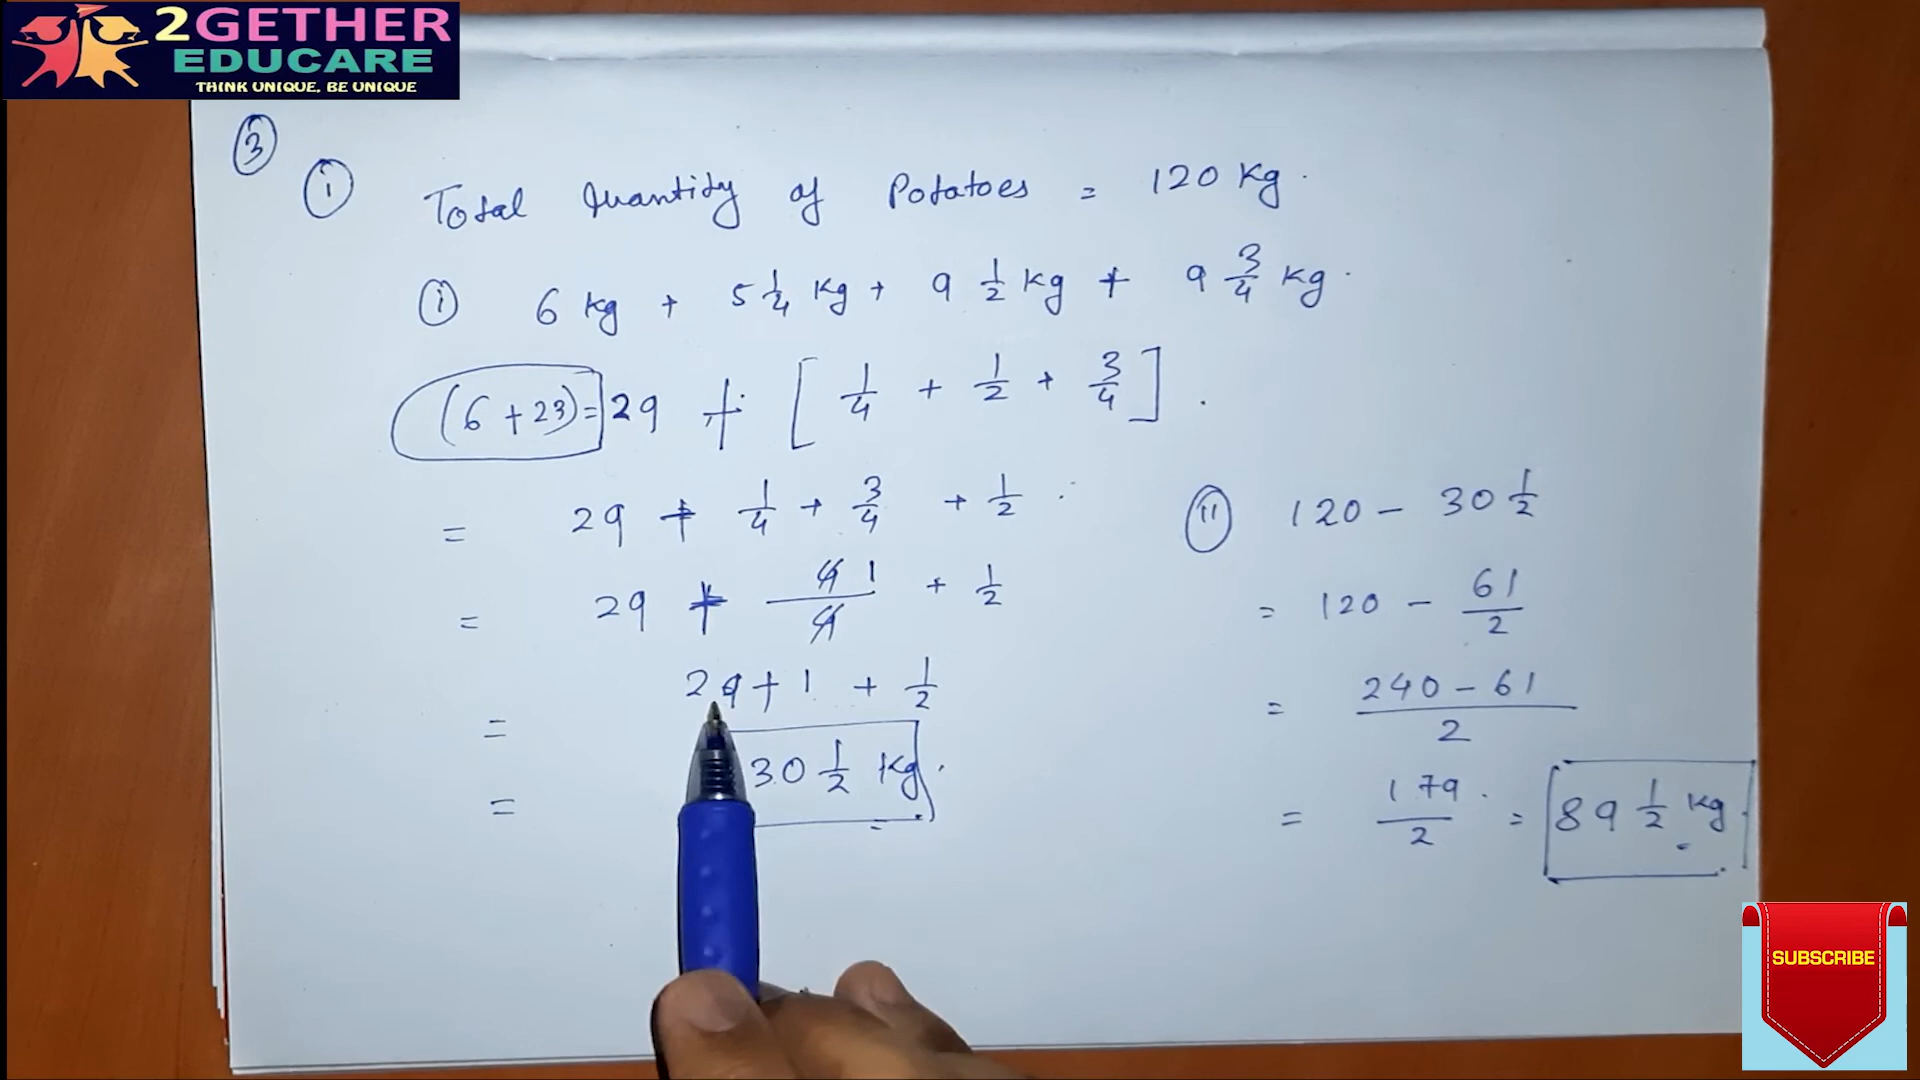 2GETHER
EDUCARE
THINK UNIQUE, BE UNIQUE
③
① Total Quantity of Potatoes = 120 Kg.
ⓘ 6 kg + 5 1/4 Kg + 9 1/2 Kg + 9 3/4 Kg.
(6 + 23) = 29 + [ 1/4 + 1/2 + 3/4 ].
= 29 + 1/4 + 3/4 + 1/2
= 29 + 4 1/4 + 1/2
= 29 + 1 + 1/2
= 30 1/2 Kg.
ⓘⓘ 120 - 30 1/2
= 120 - 61/2
= 240 - 61/2
= 179/2 = 89 1/2 Kg.
SUBSCRIBE